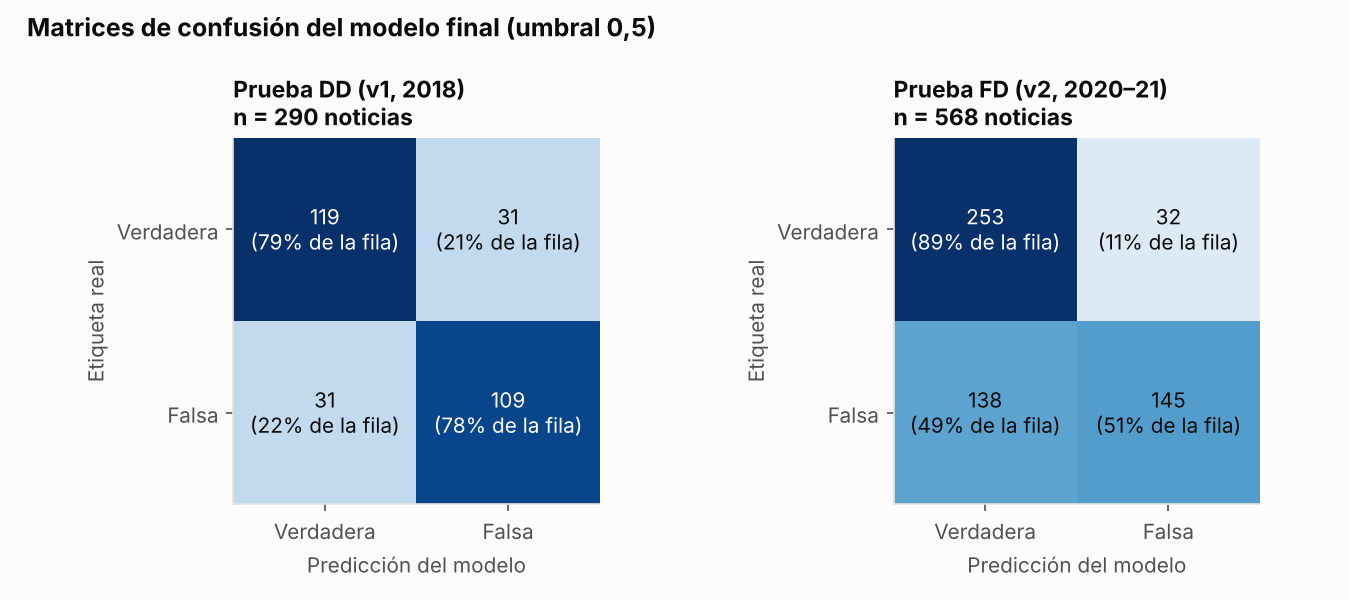 Matrices de confusión del modelo final (umbral 0,5)
Prueba DD (v1, 2018)
n = 290 noticias
Etiqueta real
Verdadera
119
(79% de la fila)
31
(21% de la fila)
Falsa
31
(22% de la fila)
109
(78% de la fila)
Verdadera
Falsa
Predicción del modelo
Prueba FD (v2, 2020–21)
n = 568 noticias
Etiqueta real
Verdadera
253
(89% de la fila)
32
(11% de la fila)
Falsa
138
(49% de la fila)
145
(51% de la fila)
Verdadera
Falsa
Predicción del modelo